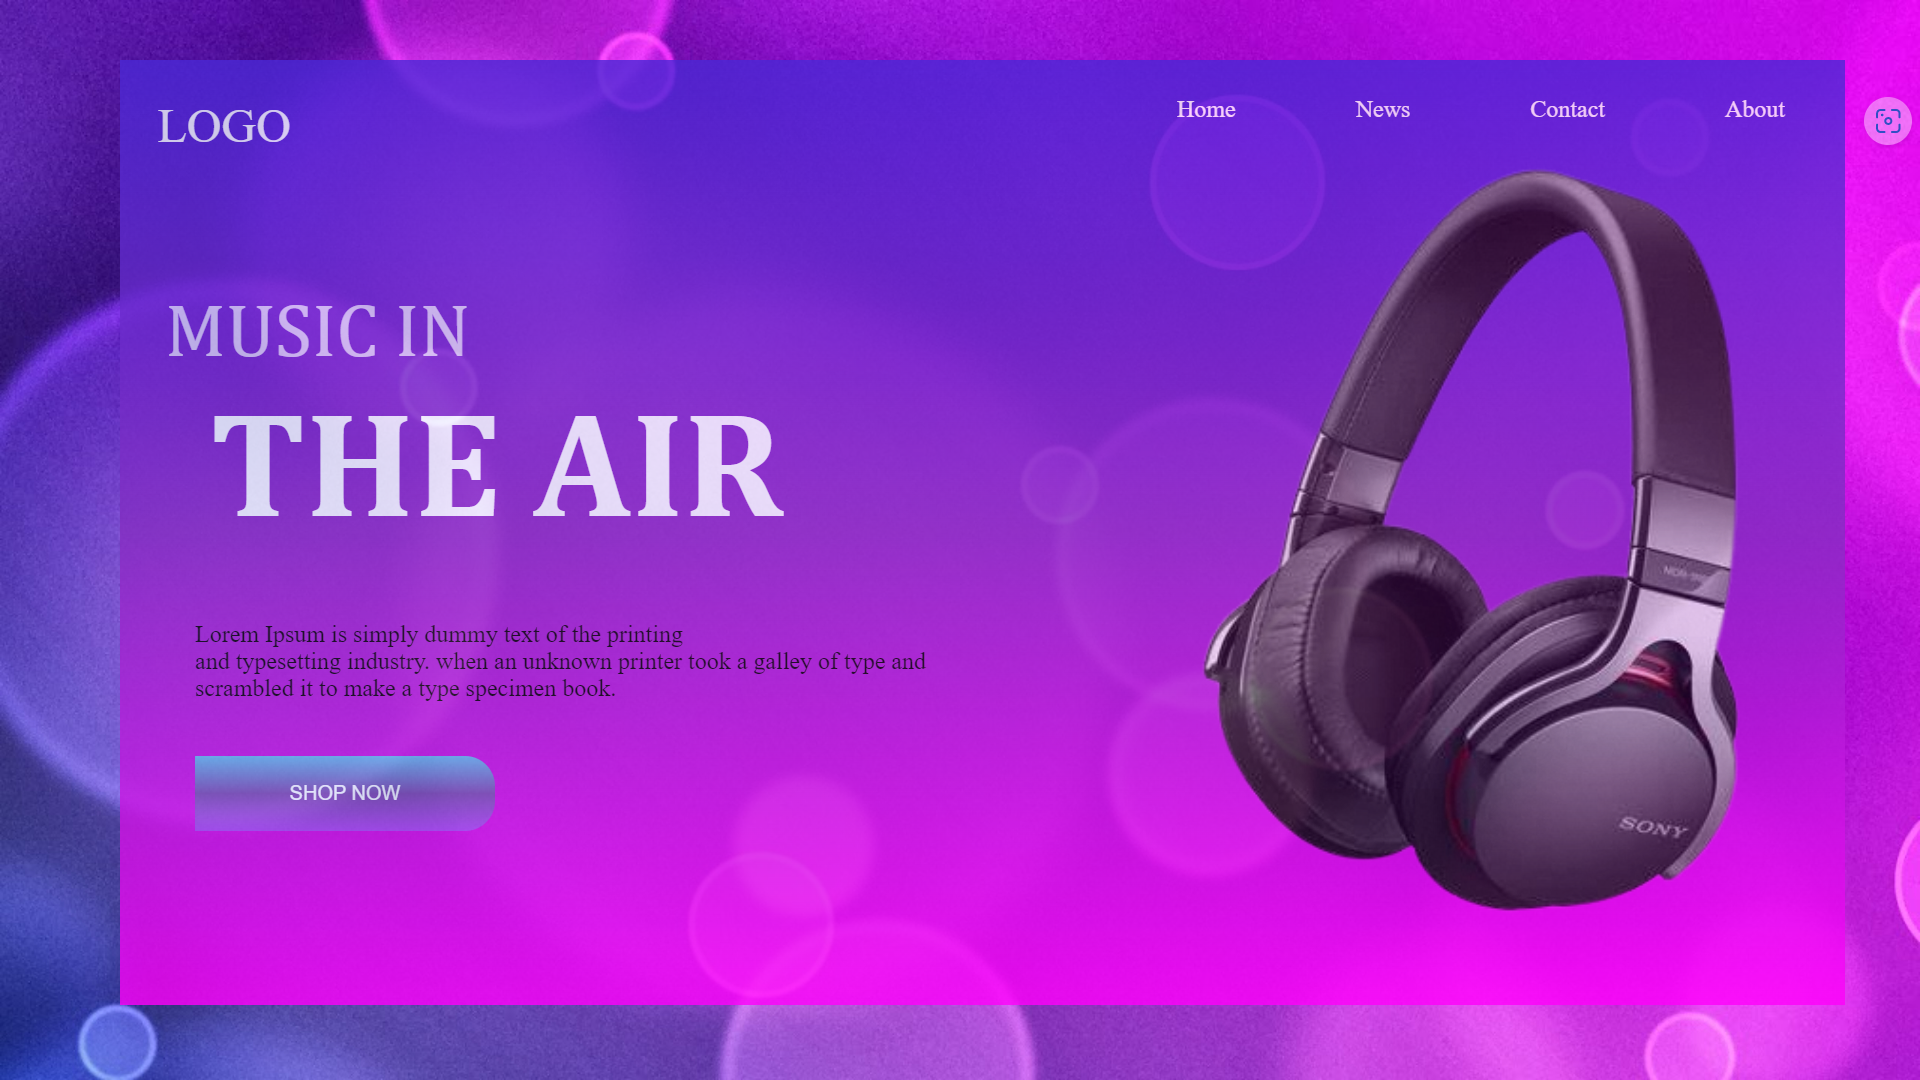 LOGO
Home
News
Contact
About
MUSIC IN
THE AIR
Lorem Ipsum is simply dummy text of the printing
and typesetting industry. when an unknown printer took a galley of type and
scrambled it to make a type specimen book.
SHOP NOW
SONY